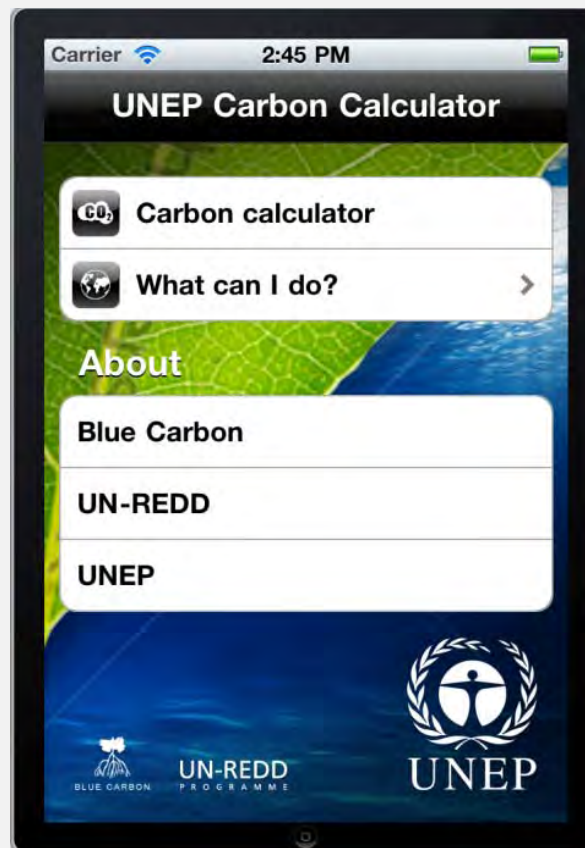 Carrier 2:45 PM
UNEP Carbon Calculator
CO2 Carbon calculator
What can I do?
About
Blue Carbon
UN-REDD
UNEP
BLUE CARBON
UN-REDD
PROGRAMME
UNEP